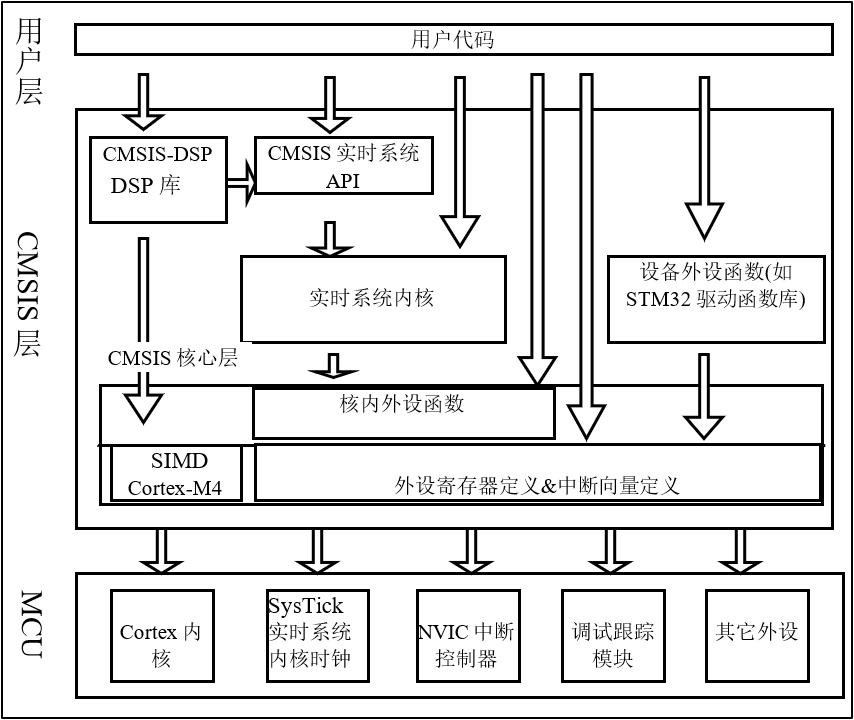 用户层
用户代码
CMSIS层
CMSIS-DSP
DSP 库
CMSIS 实时系统
API
实时系统内核
设备外设函数(如
STM32 驱动函数库)
CMSIS 核心层
核内外设函数
SIMD
Cortex-M4
外设寄存器定义&中断向量定义
MCU
Cortex 内
核
SysTick
实时系统
内核时钟
NVIC 中断
控制器
调试跟踪
模块
其它外设